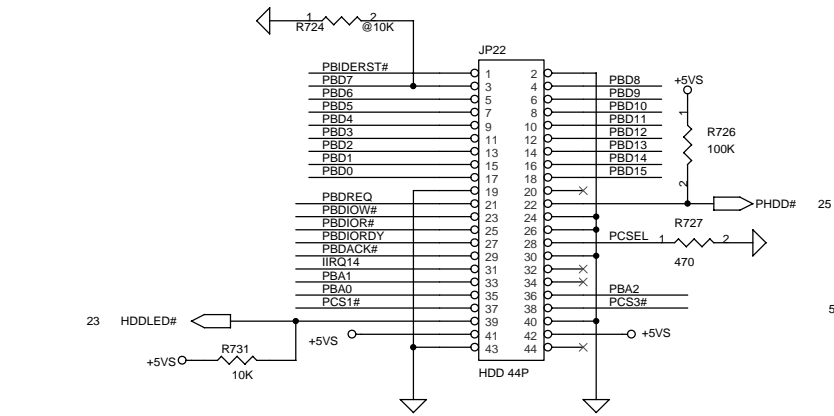 1 2
R724 @10K
JP22
PBIDERST# 1 2
PBD7 3 4 PBD8
PBD6 5 6 PBD9
PBD5 7 8 PBD10
PBD4 9 10 PBD11
PBD3 11 12 PBD12
PBD2 13 14 PBD13
PBD1 15 16 PBD14
PBD0 17 18 PBD15
19 20
PBDREQ 21 22
PBDIOW# 23 24
PBDIOR# 25 26
PBDIORDY 27 28 PCSEL
PBDACK# 29 30
IIRQ14 31 32
PBA1 33 34
PBA0 35 36 PBA2
PCS1# 37 38 PCS3#
39 40
41 42
43 44
HDD 44P
+5VS
1
R726
100K
2
PHDD# 25
R727
1 2
470
5
+5VS
23 HDDLED#
+5VS
+5VS
R731
10K